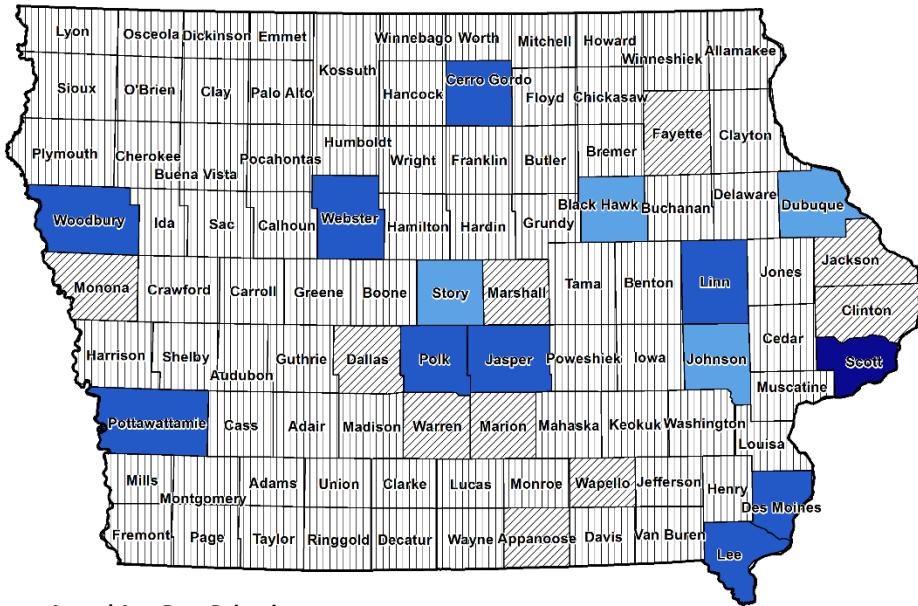 Lyon Osceola Dickinson Emmet Winnebago Worth Mitchell Howard Winneshiek Allamakee
Kossuth
Sioux O'Brien Clay Palo Alto Hancock Cerro Gordo Floyd Chickasaw
Fayette Clayton
Plymouth Cherokee Buena Vista Pocahontas Humboldt Wright Franklin Butler Bremer
Woodbury Ida Sac Calhoun Webster Hamilton Hardin Grundy Black Hawk Buchanan Delaware Dubuque
Jackson
Monona Crawford Carroll Greene Boone Story Marshall Tama Benton Linn Jones
Clinton
Harrison Shelby Audubon Guthrie Dallas Polk Jasper Poweshiek Iowa Johnson Cedar Scott
Muscatine
Pottawattamie Cass Adair Madison Warren Marion Mahaska Keokuk Washington
Louisa
Mills Montgomery Adams Union Clarke Lucas Monroe Wapello Jefferson Henry
Des Moines
Fremont Page Taylor Ringgold Decatur Wayne Appanoose Davis Van Buren Lee